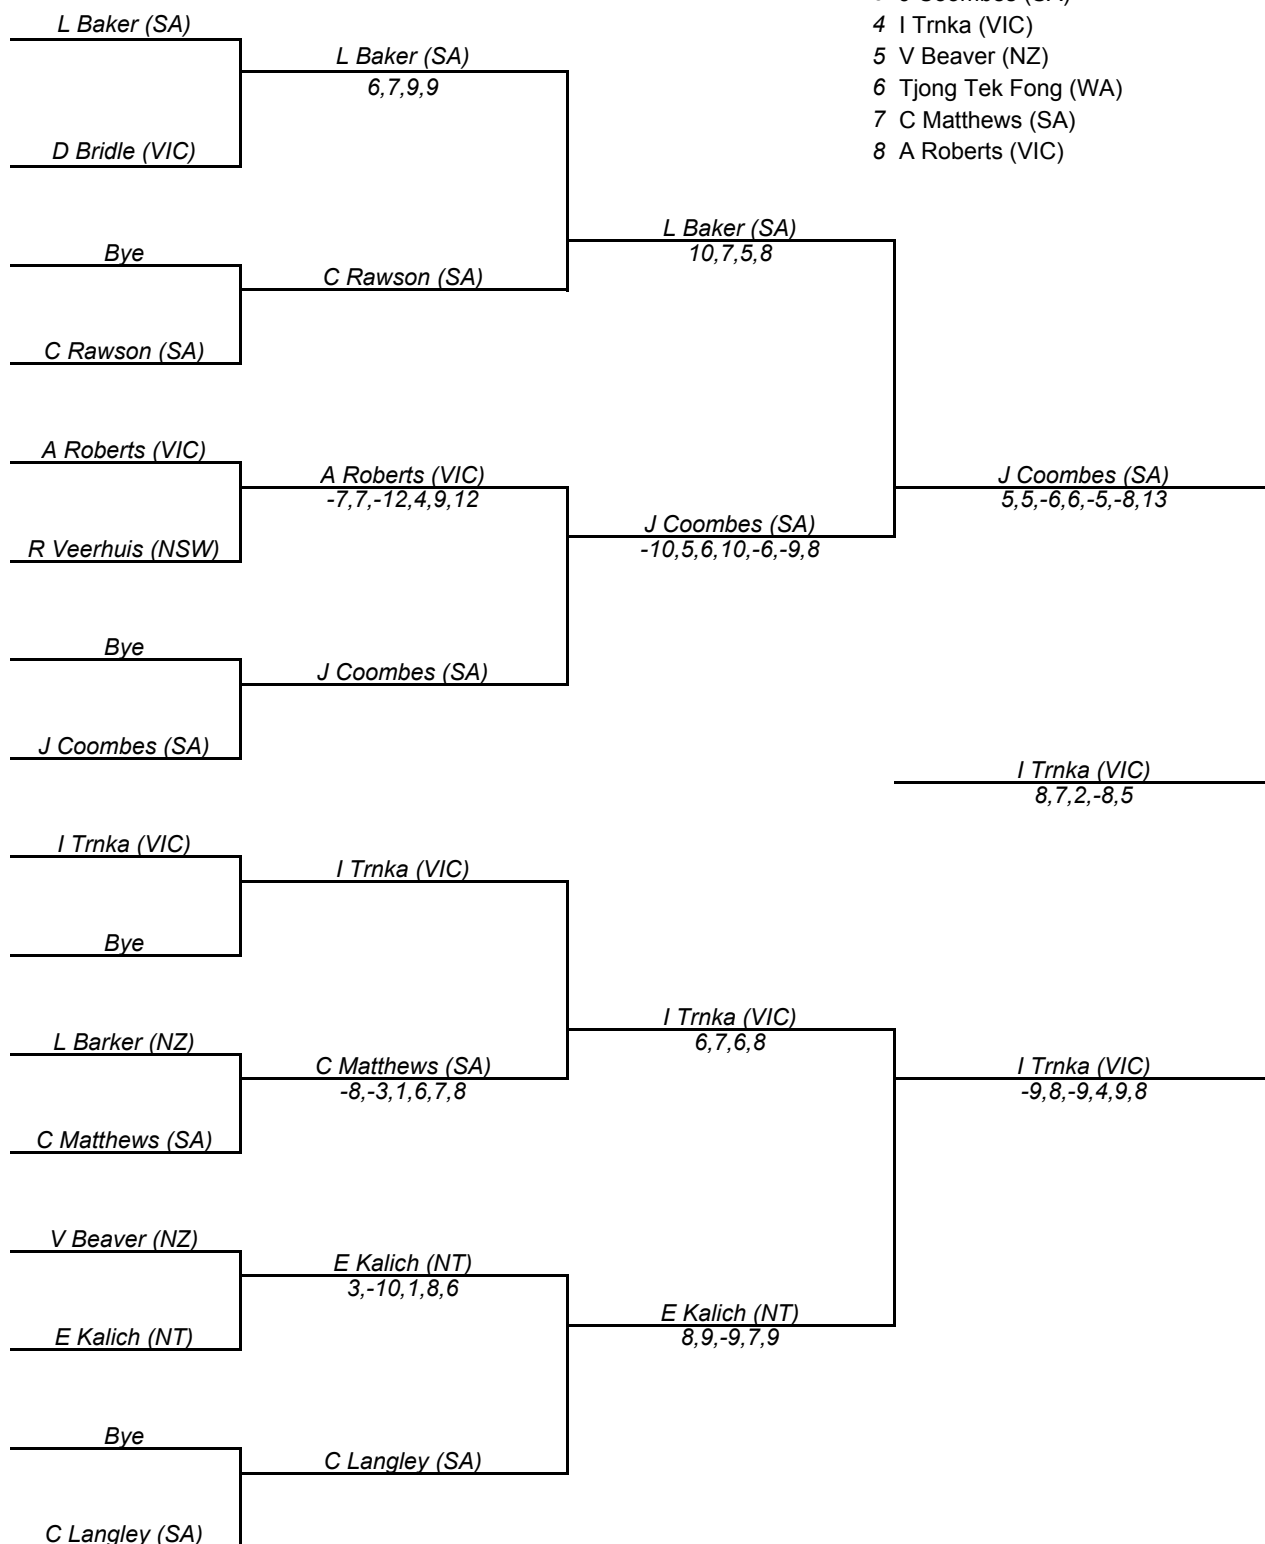 3 J Coombes (SA)
4 I Trnka (VIC)
5 V Beaver (NZ)
6 Tjong Tek Fong (WA)
7 C Matthews (SA)
8 A Roberts (VIC)
L Baker (SA)
L Baker (SA)
6,7,9,9
D Bridle (VIC)
L Baker (SA)
10,7,5,8
Bye
C Rawson (SA)
C Rawson (SA)
A Roberts (VIC)
A Roberts (VIC)
-7,7,-12,4,9,12
J Coombes (SA)
5,5,-6,6,-5,-8,13
J Coombes (SA)
-10,5,6,10,-6,-9,8
R Veerhuis (NSW)
Bye
J Coombes (SA)
J Coombes (SA)
I Trnka (VIC)
8,7,2,-8,5
I Trnka (VIC)
I Trnka (VIC)
Bye
I Trnka (VIC)
6,7,6,8
L Barker (NZ)
C Matthews (SA)
-8,-3,1,6,7,8
I Trnka (VIC)
-9,8,-9,4,9,8
C Matthews (SA)
V Beaver (NZ)
E Kalich (NT)
3,-10,1,8,6
E Kalich (NT)
E Kalich (NT)
8,9,-9,7,9
Bye
C Langley (SA)
C Langley (SA)